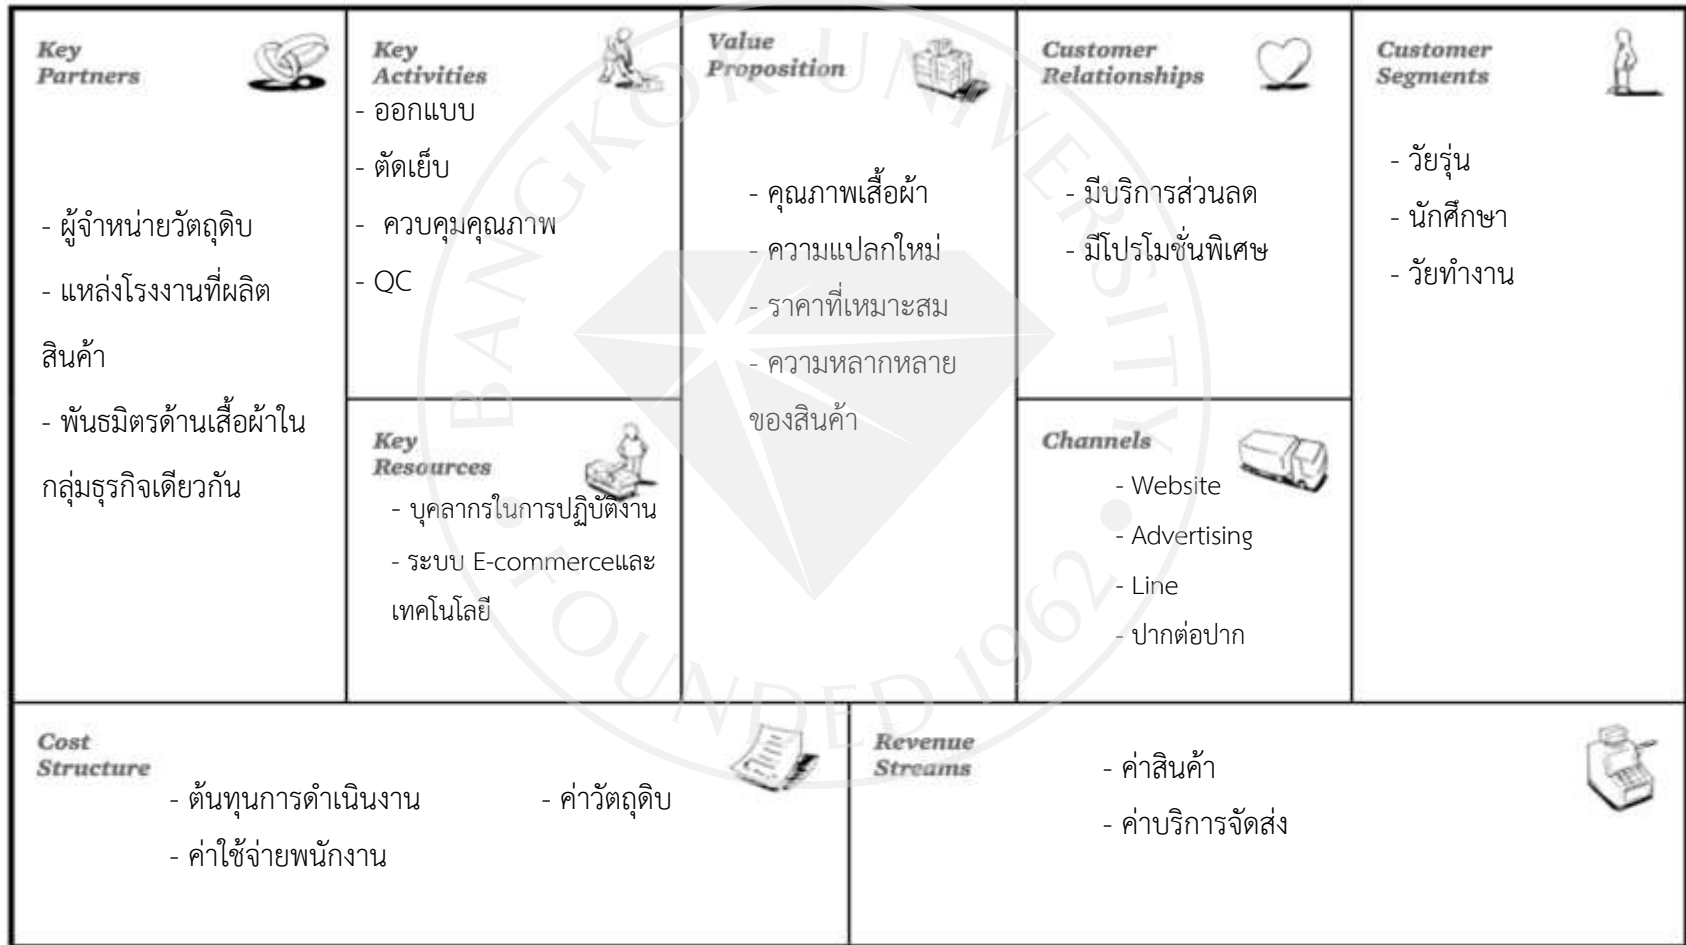 Key
Partners
- ผู้จำหน่ายวัตถุดิบ
- แหล่งโรงงานที่ผลิต
สินค้า
- พันธมิตรด้านเสื้อผ้าใน
กลุ่มธุรกิจเดียวกัน
Key
Activities
- ออกแบบ
- ตัดเย็บ
- ควบคุมคุณภาพ
- QC
Key
Resources
- บุคลากรในการปฏิบัติงาน
- ระบบ E-commerceและ
เทคโนโลยี
Value
Proposition
- คุณภาพเสื้อผ้า
- ความแปลกใหม่
- ราคาที่เหมาะสม
- ความหลากหลาย
ของสินค้า
Customer
Relationships
- มีบริการส่วนลด
- มีโปรโมชั่นพิเศษ
Channels
- Website
- Advertising
- Line
- ปากต่อปาก
Customer
Segments
- วัยรุ่น
- นักศึกษา
- วัยทำงาน
Cost
Structure
- ต้นทุนการดำเนินงาน - ค่าวัตถุดิบ
- ค่าใช้จ่ายพนักงาน
Revenue
Streams
- ค่าสินค้า
- ค่าบริการจัดส่ง
BANGKOK UNIVERSITY
FOUNDED 1962